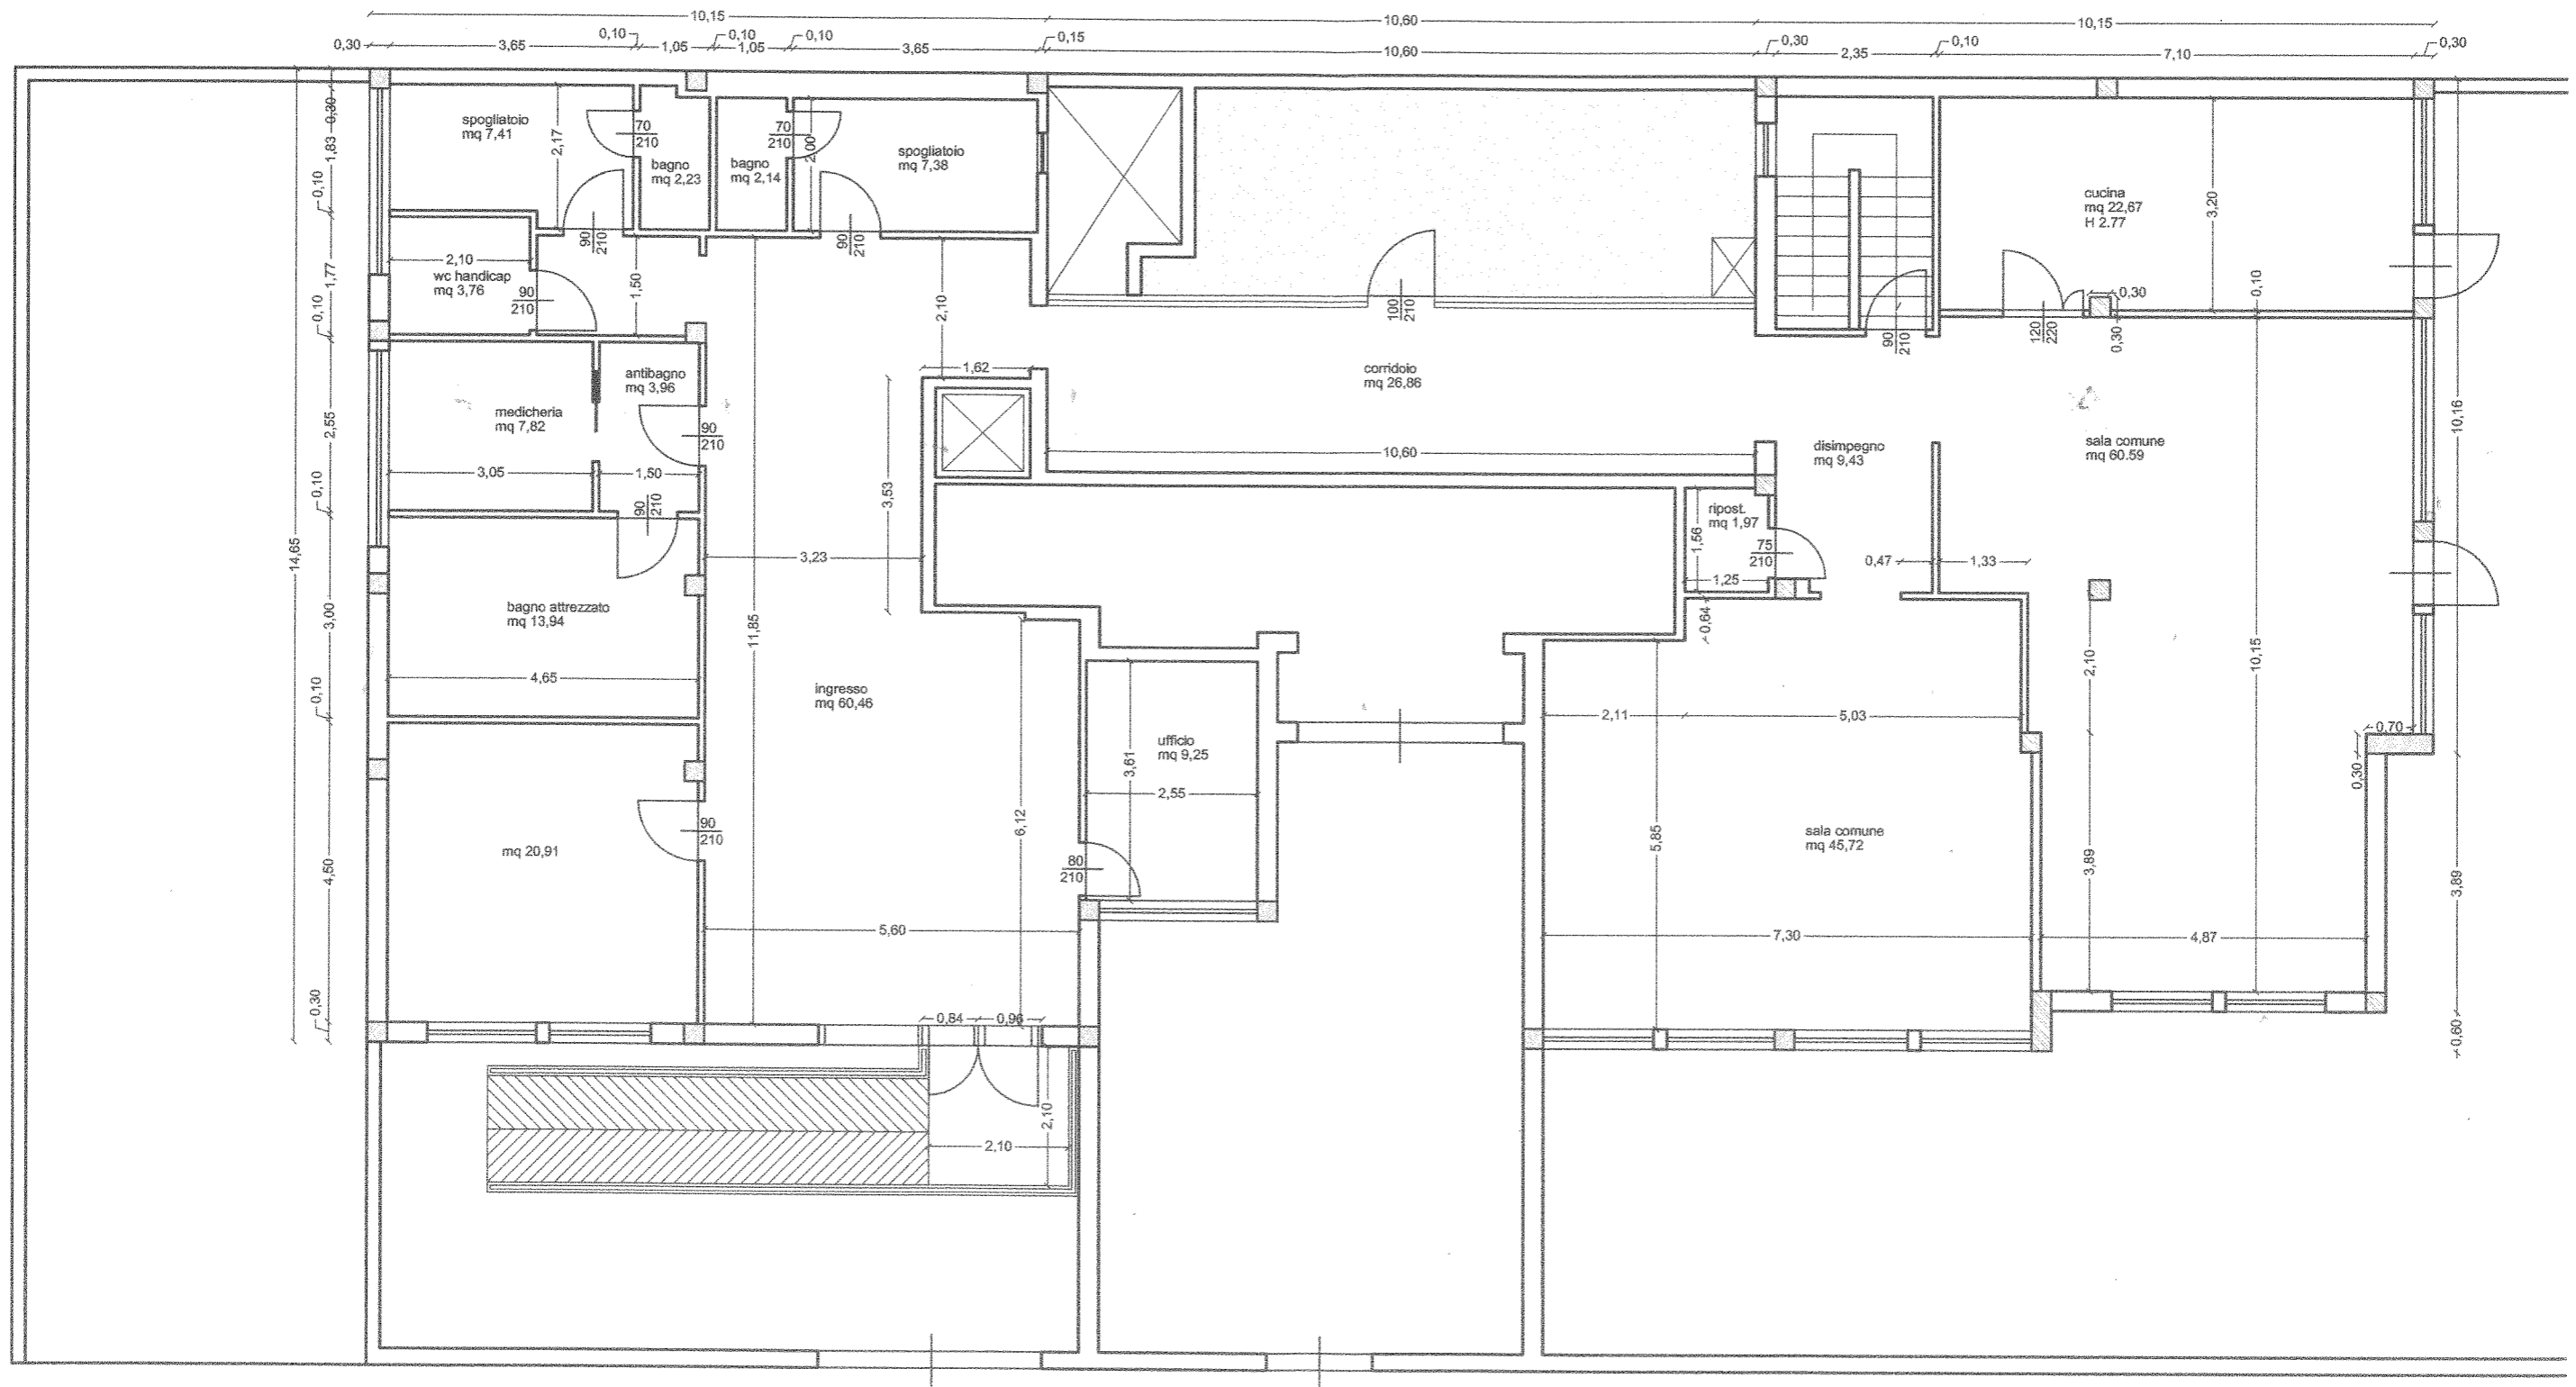 10,15
10,60
10,15
0,30
3,65
0,10
1,05
0,10
1,05
0,10
3,65
0,15
10,60
0,30
2,35
0,10
7,10
0,30
14,65
0,30
1,83
0,10
1,77
0,10
2,55
0,10
3,00
0,10
4,50
0,30
spogliatoio
mq 7,41
2,17
70
210
bagno
mq 2,23
bagno
mq 2,14
70
210
2,00
spogliatoio
mq 7,38
90
210
90
210
2,10
wc handicap
mq 3,76
90
210
1,50
2,10
medicheria
mq 7,82
antibagno
mq 3,96
90
210
3,05
1,50
90
210
bagno attrezzato
mq 13,94
4,65
mq 20,91
90
210
11,85
3,23
3,53
1,62
ingresso
mq 60,46
6,12
5,60
0,84
0,96
2,10
2,10
ufficio
mq 9,25
3,61
2,55
80
210
100
210
corridoio
mq 26,86
10,60
90
210
disimpegno
mq 9,43
ripost.
mq 1,97
1,56
1,25
75
210
0,47
1,33
0,64
cucina
mq 22,67
H 2.77
3,20
0,10
120
220
0,30
0,30
sala comune
mq 60.59
10,15
2,10
3,89
4,87
0,70
0,30
2,11
5,03
5,85
sala comune
mq 45,72
7,30
10,16
3,89
0,60